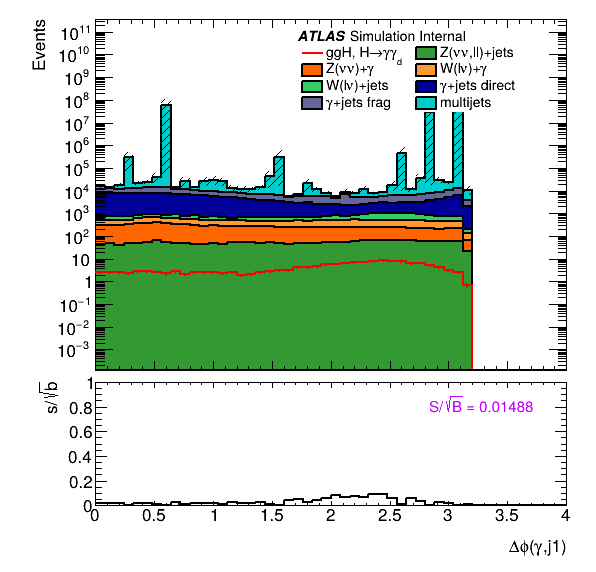 Events
ATLAS Simulation Internal
ggH, H→γγ_d
Z(νν,ll)+jets
Z(νν)+γ
W(lν)+γ
W(lν)+jets
γ+jets direct
γ+jets frag
multijets
10¹¹
10¹⁰
10⁹
10⁸
10⁷
10⁶
10⁵
10⁴
10³
10²
10
1
10⁻¹
10⁻²
10⁻³
s/√b
1
0.8
0.6
0.4
0.2
0
S/√B = 0.01488
0 0.5 1 1.5 2 2.5 3 3.5 4
Δϕ(γ,j1)